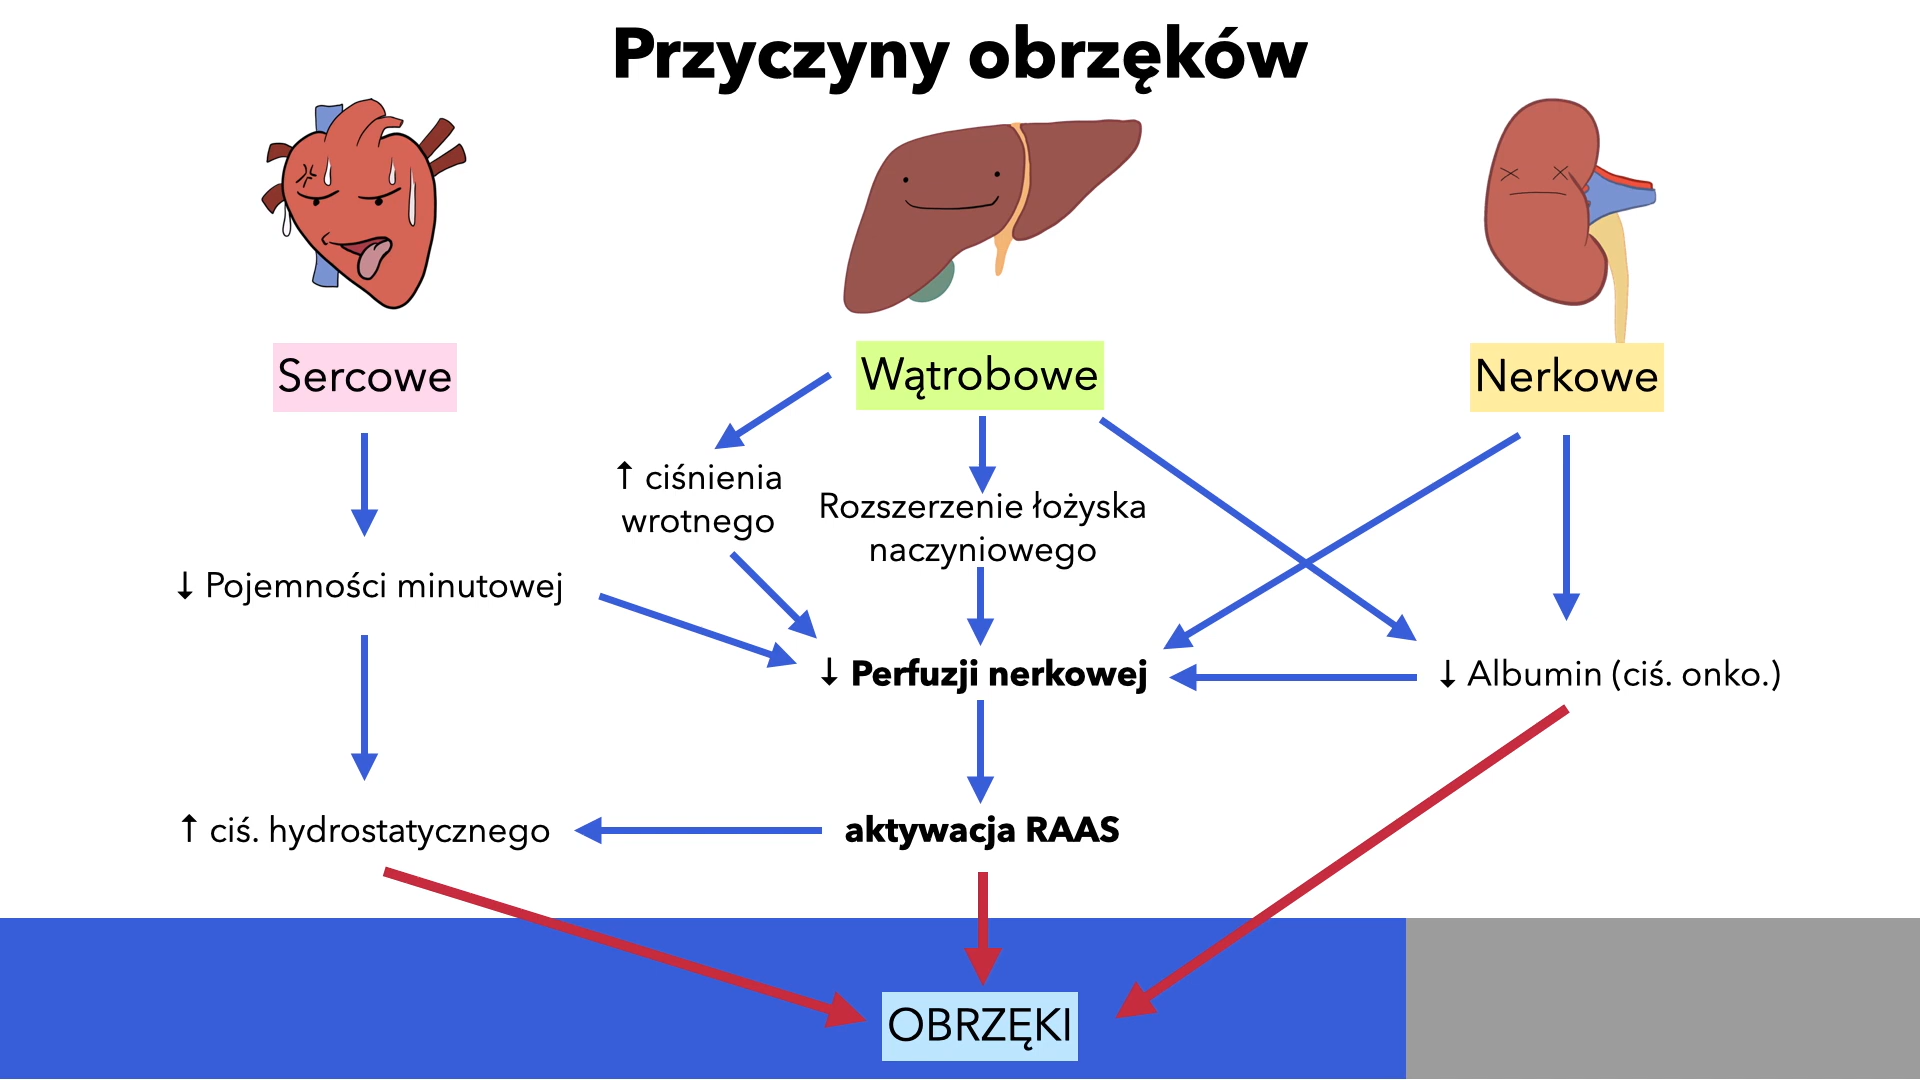 Przyczyny obrzęków
Sercowe
Wątrobowe
Nerkowe
↑ ciśnienia
wrotnego
Rozszerzenie łożyska
naczyniowego
↓ Pojemności minutowej
↓ Perfuzji nerkowej
↓ Albumin (ciś. onko.)
↑ ciś. hydrostatycznego
aktywacja RAAS
OBRZĘKI